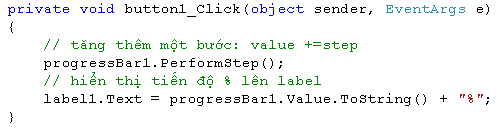 private void button1_Click(object sender, EventArgs e)
{
    // tăng thêm một bước: value +=step
    progressBar1.PerformStep();
    // hiển thị tiến độ % lên label
    label1.Text = progressBar1.Value.ToString() + "%";
}